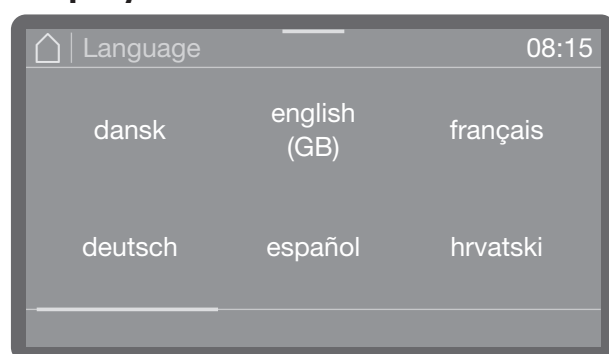 Language 08:15
dansk english (GB) français
deutsch español hrvatski